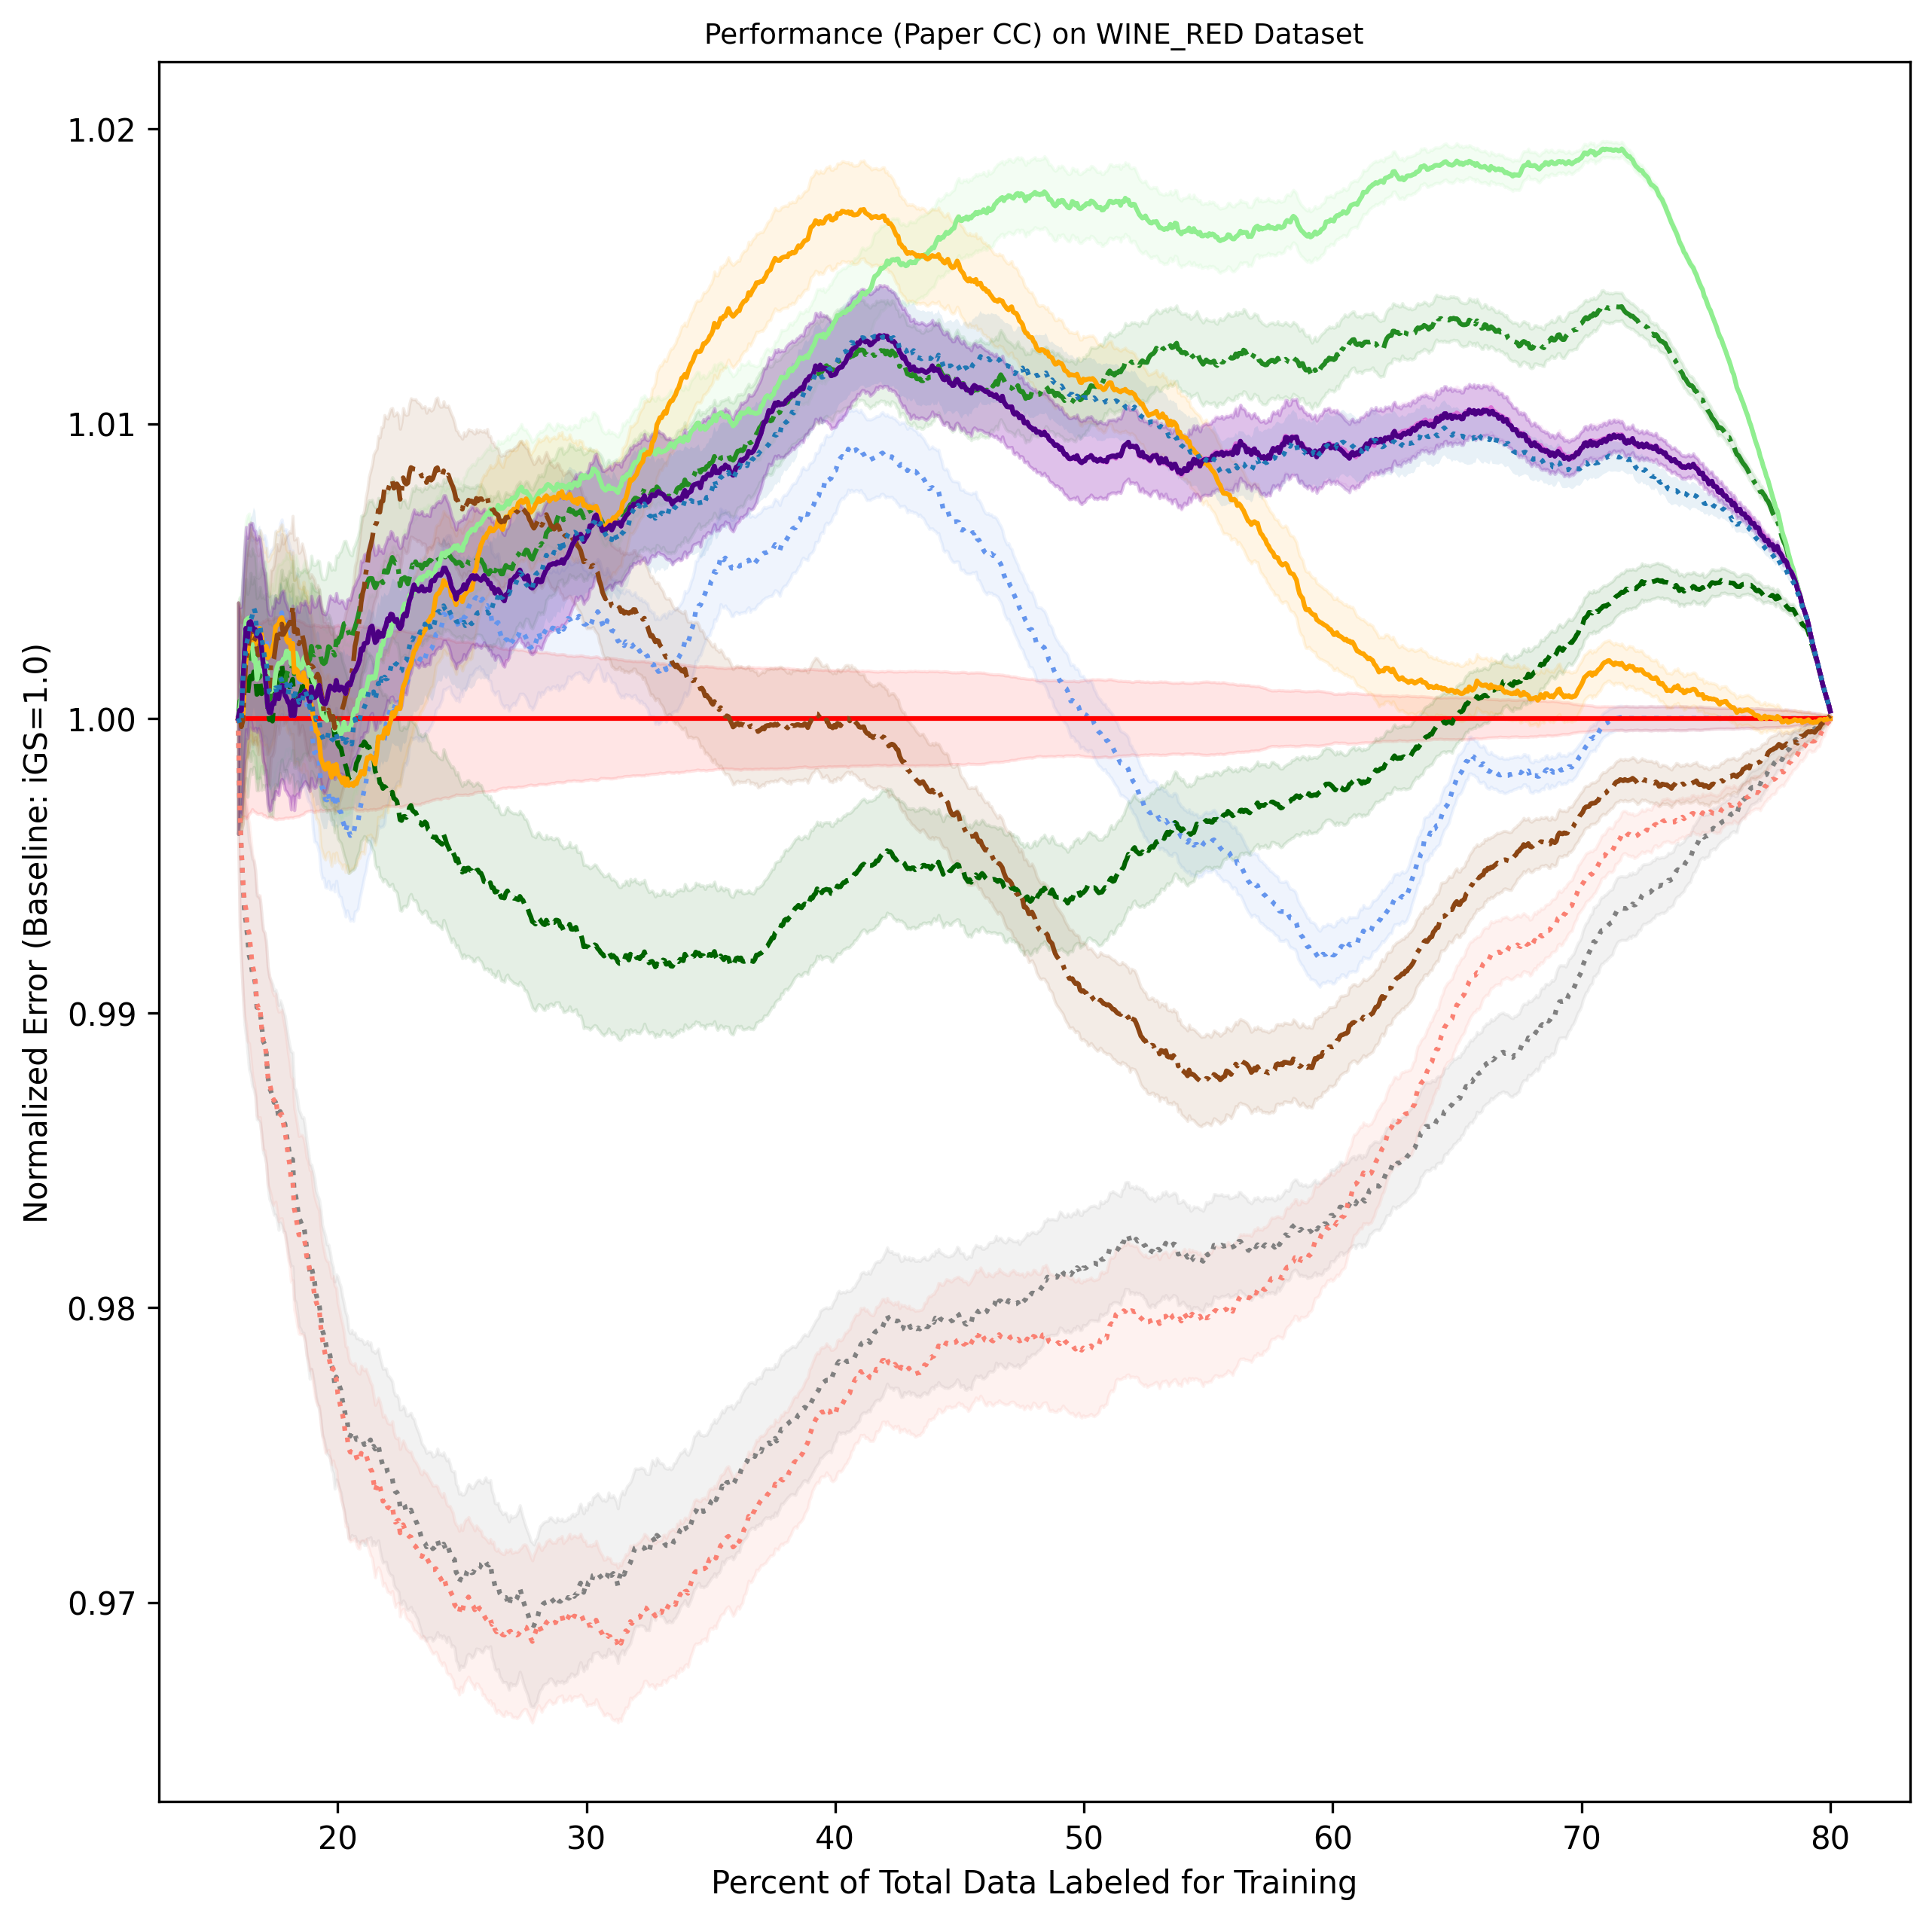 Performance (Paper CC) on WINE_RED Dataset
Normalized Error (Baseline: iGS=1.0)
1.02
1.01
1.00
0.99
0.98
0.97
20 30 40 50 60 70 80
Percent of Total Data Labeled for Training